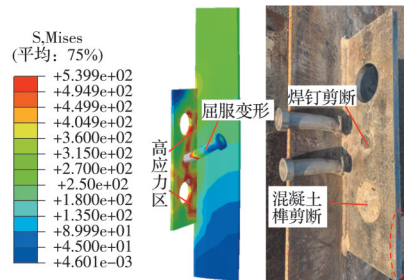 S,Mises
(平均：75%)
+5.399e+02
+4.949e+02
+4.499e+02
+4.049e+02
+3.600e+02
+3.150e+02
+2.700e+02
+2.50e+02
+1.800e+02
+1.350e+02
+8.999e+01
+4.500e+01
+4.601e-03
高应力区
屈服变形
焊钉剪断
混凝土
榫剪断